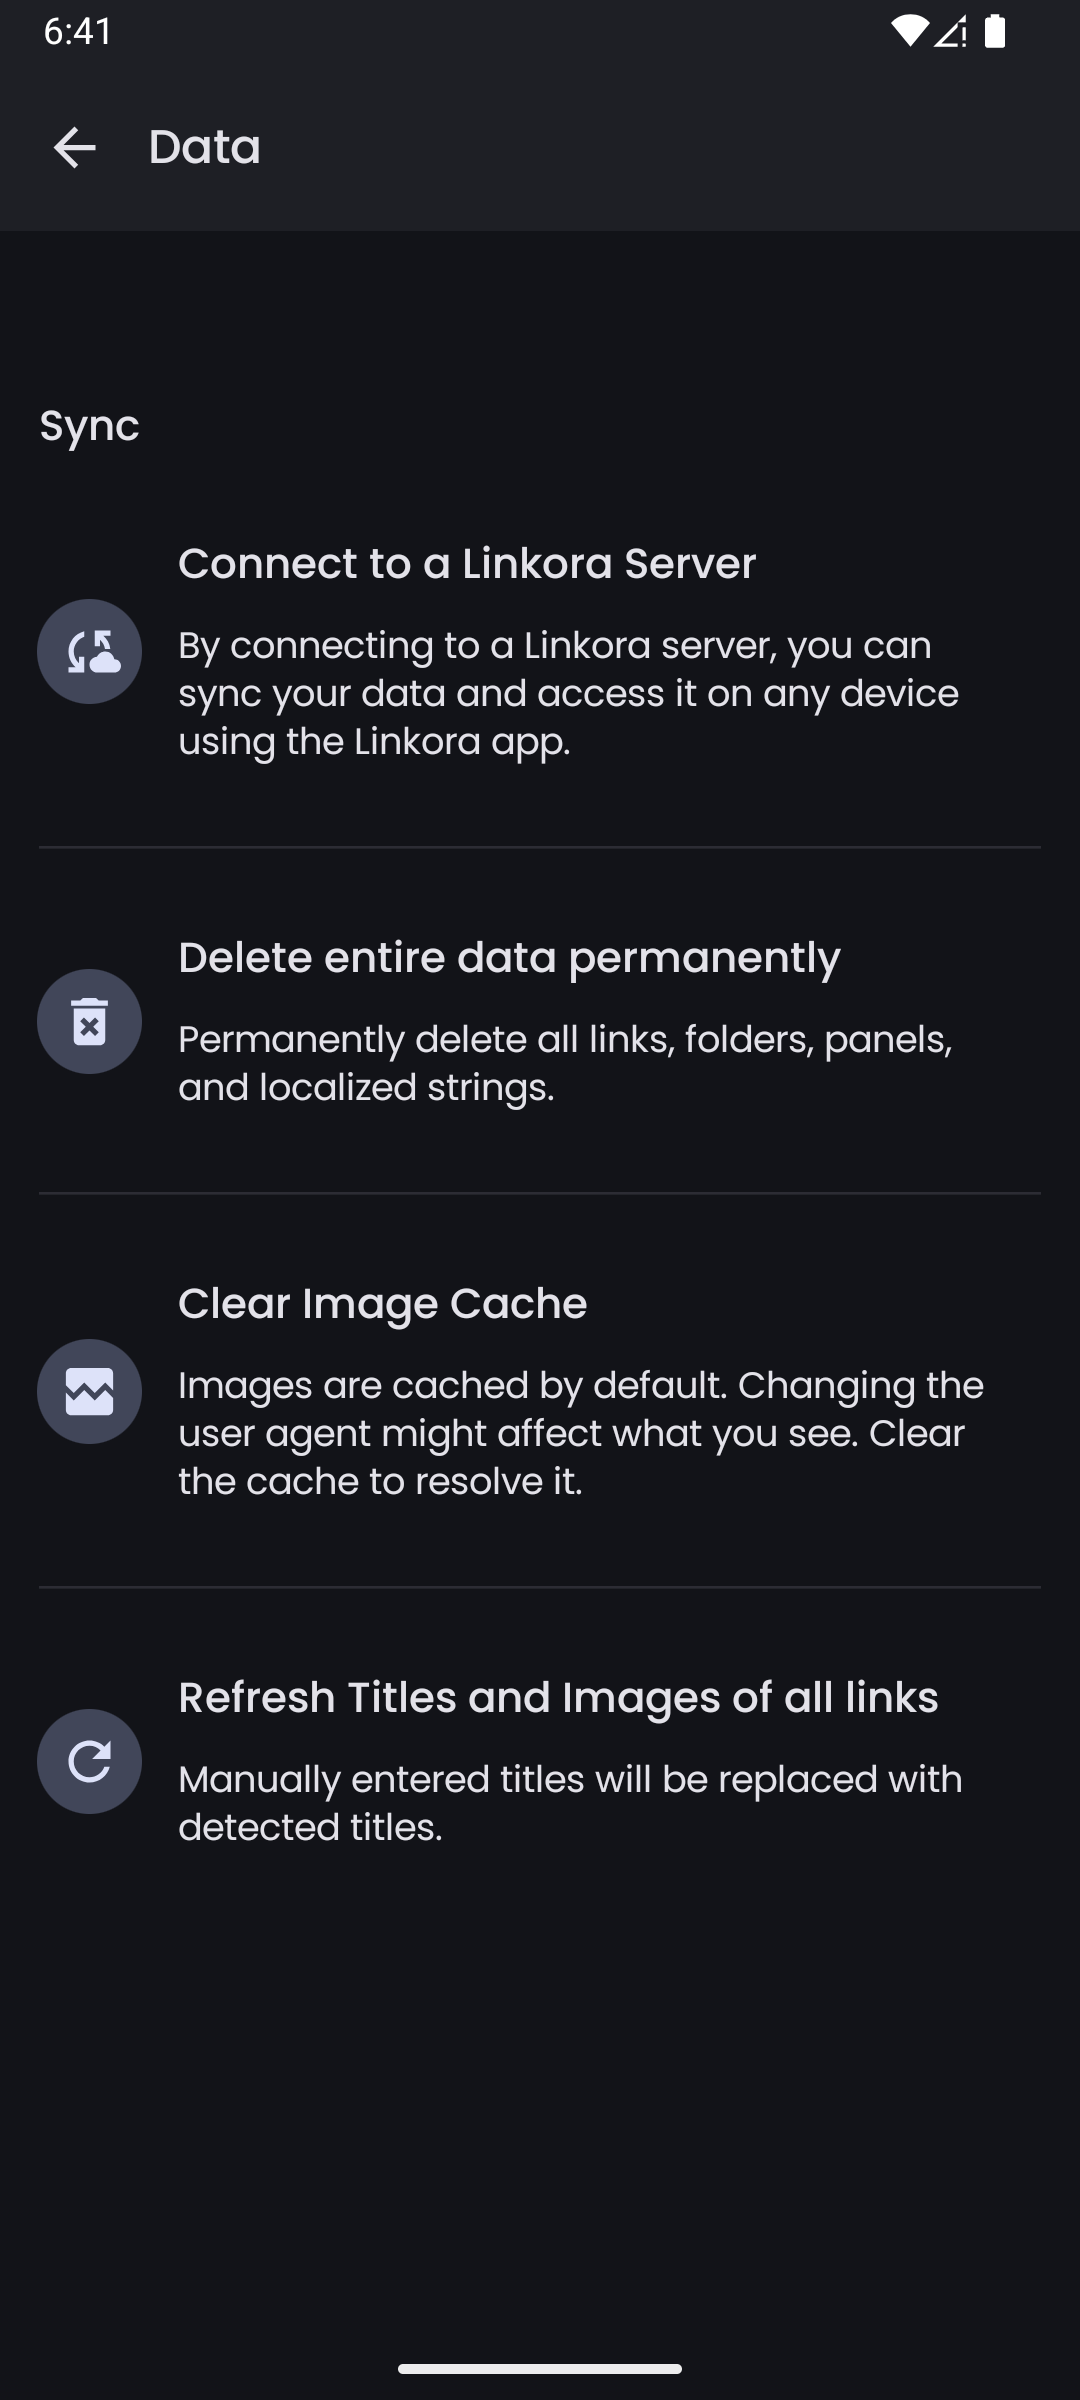 6:41
Data
Sync
Connect to a Linkora Server
By connecting to a Linkora server, you can
sync your data and access it on any device
using the Linkora app.
Delete entire data permanently
Permanently delete all links, folders, panels,
and localized strings.
Clear Image Cache
Images are cached by default. Changing the
user agent might affect what you see. Clear
the cache to resolve it.
Refresh Titles and Images of all links
Manually entered titles will be replaced with
detected titles.